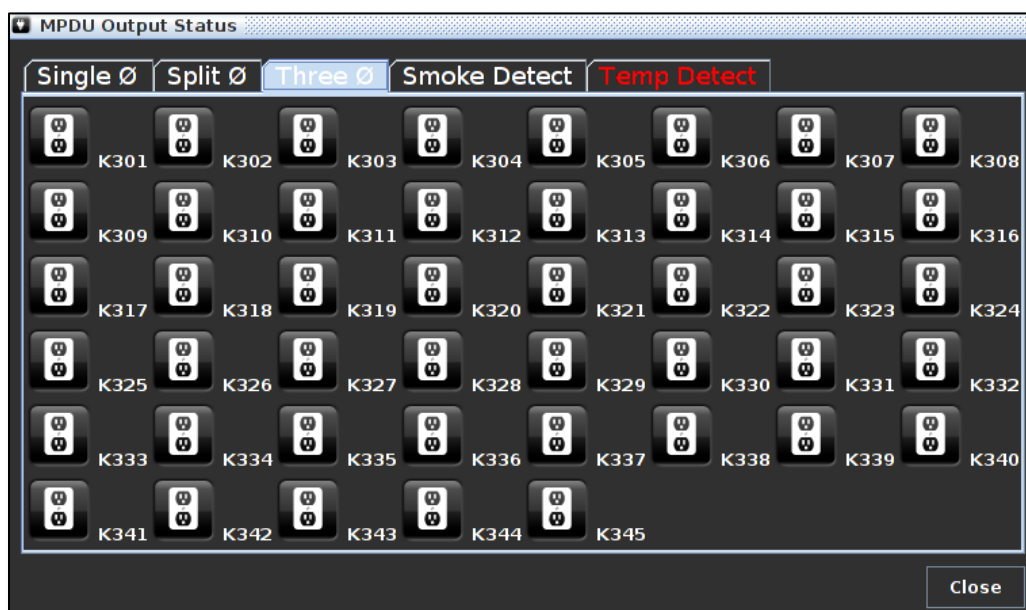 MPDU Output Status
Single Ø Split Ø Three Ø Smoke Detect Temp Detect
K301 K302 K303 K304 K305 K306 K307 K308
K309 K310 K311 K312 K313 K314 K315 K316
K317 K318 K319 K320 K321 K322 K323 K324
K325 K326 K327 K328 K329 K330 K331 K332
K333 K334 K335 K336 K337 K338 K339 K340
K341 K342 K343 K344 K345
Close